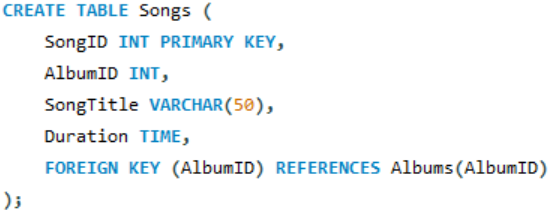 CREATE TABLE Songs (
    SongID INT PRIMARY KEY,
    AlbumID INT,
    SongTitle VARCHAR(50),
    Duration TIME,
    FOREIGN KEY (AlbumID) REFERENCES Albums(AlbumID)
);